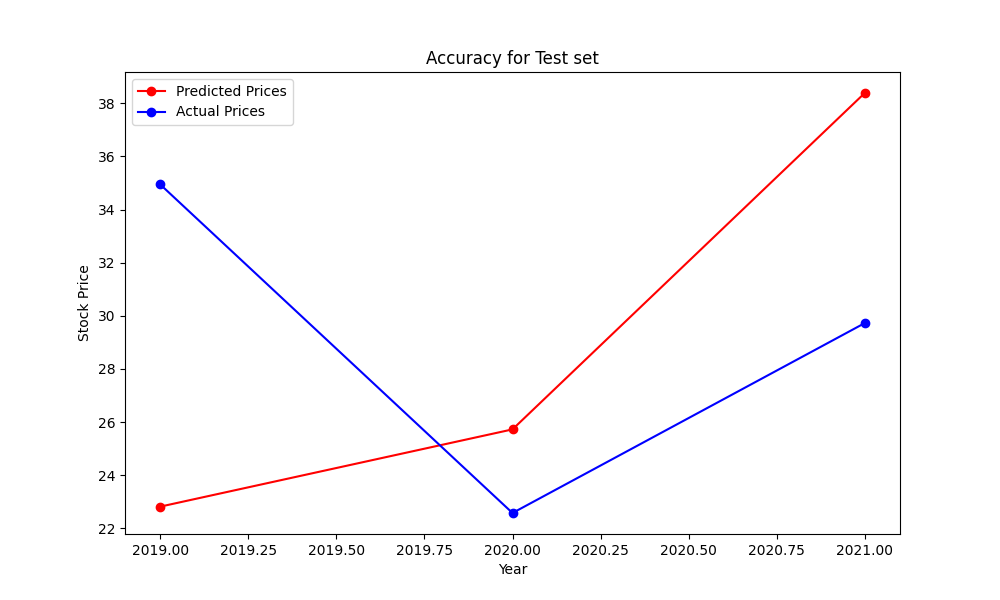 Accuracy for Test set
Predicted Prices
Actual Prices
38
36
34
32
30
28
26
24
22
Stock Price
2019.00 2019.25 2019.50 2019.75 2020.00 2020.25 2020.50 2020.75 2021.00
Year